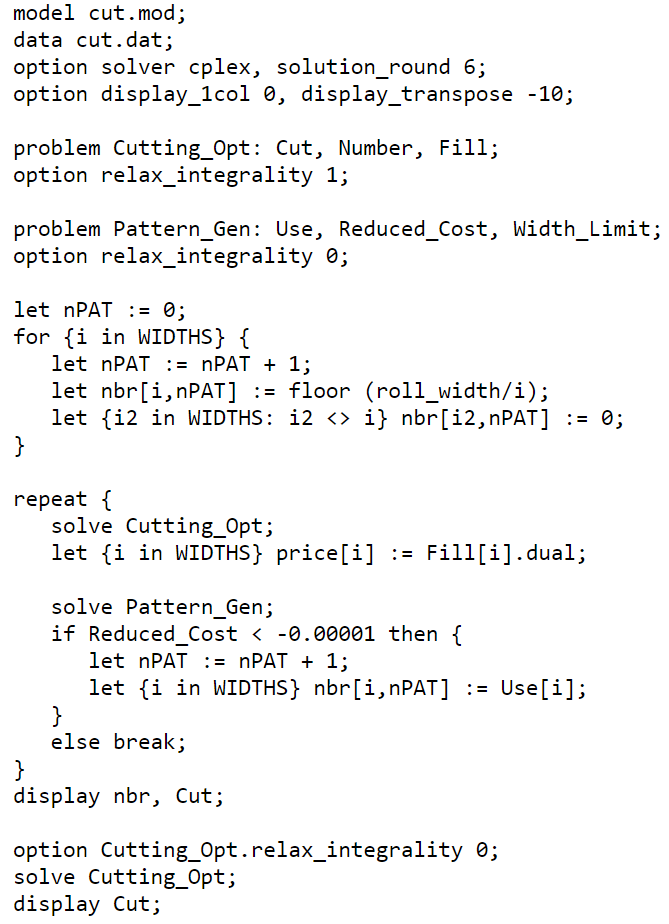 model cut.mod;
data cut.dat;
option solver cplex, solution_round 6;
option display_1col 0, display_transpose -10;

problem Cutting_Opt: Cut, Number, Fill;
option relax_integrality 1;

problem Pattern_Gen: Use, Reduced_Cost, Width_Limit;
option relax_integrality 0;

let nPAT := 0;
for {i in WIDTHS} {
   let nPAT := nPAT + 1;
   let nbr[i,nPAT] := floor (roll_width/i);
   let {i2 in WIDTHS: i2 <> i} nbr[i2,nPAT] := 0;
}

repeat {
   solve Cutting_Opt;
   let {i in WIDTHS} price[i] := Fill[i].dual;

   solve Pattern_Gen;
   if Reduced_Cost < -0.00001 then {
      let nPAT := nPAT + 1;
      let {i in WIDTHS} nbr[i,nPAT] := Use[i];
   }
   else break;
}
display nbr, Cut;

option Cutting_Opt.relax_integrality 0;
solve Cutting_Opt;
display Cut;